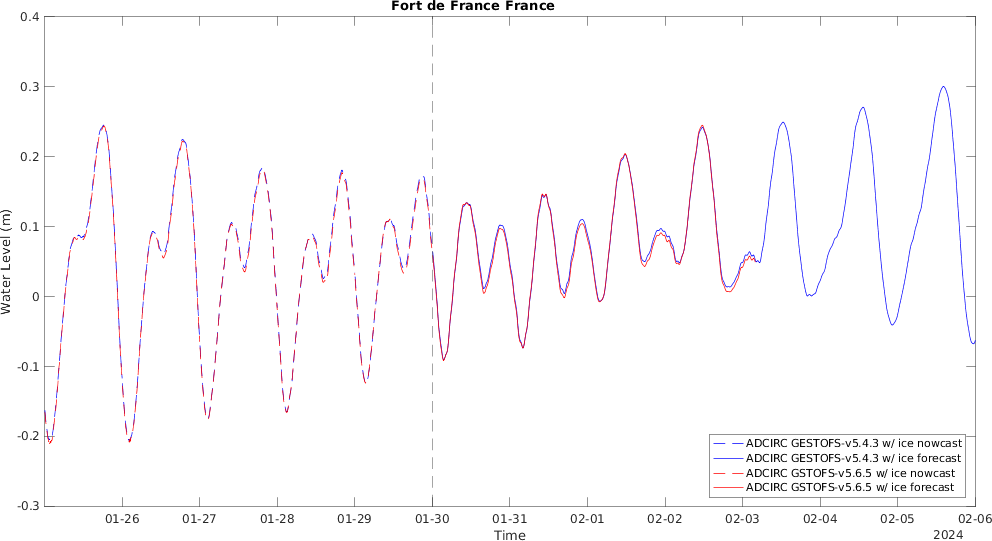 Fort de France France
0.4
0.3
0.2
0.1
0
-0.1
-0.2
-0.3
Water Level (m)
01-26 01-27 01-28 01-29 01-30 01-31 02-01 02-02 02-03 02-04 02-05 02-06
Time
2024
ADCIRC GESTOFS-v5.4.3 w/ ice nowcast
ADCIRC GESTOFS-v5.4.3 w/ ice forecast
ADCIRC GSTOFS-v5.6.5 w/ ice nowcast
ADCIRC GSTOFS-v5.6.5 w/ ice forecast